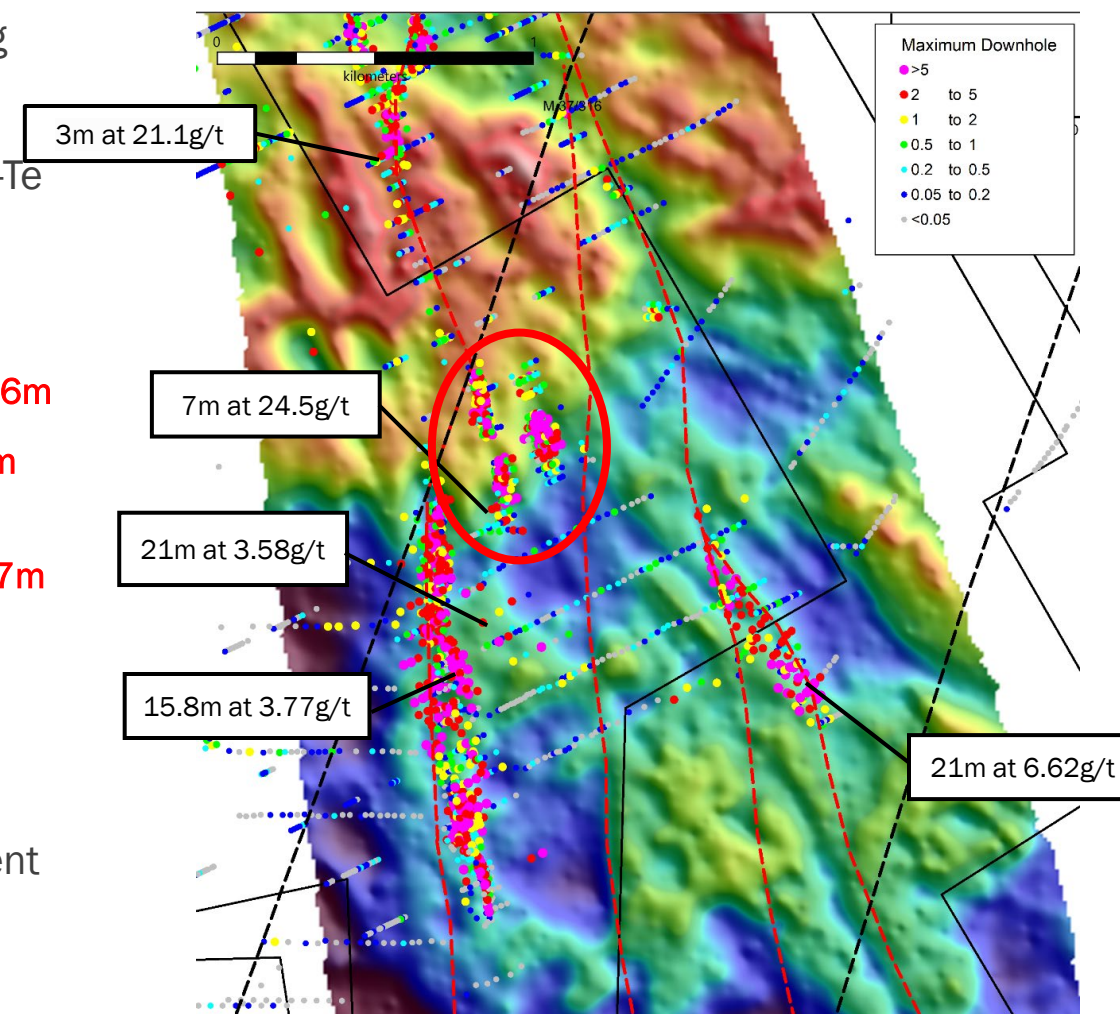 g
-Te
6m
m
7m
ent
0 1
kilometers
M 37/316
3m at 21.1g/t
7m at 24.5g/t
21m at 3.58g/t
15.8m at 3.77g/t
21m at 6.62g/t
Maximum Downhole
>5
2 to 5
1 to 2
0.5 to 1
0.2 to 0.5
0.05 to 0.2
<0.05